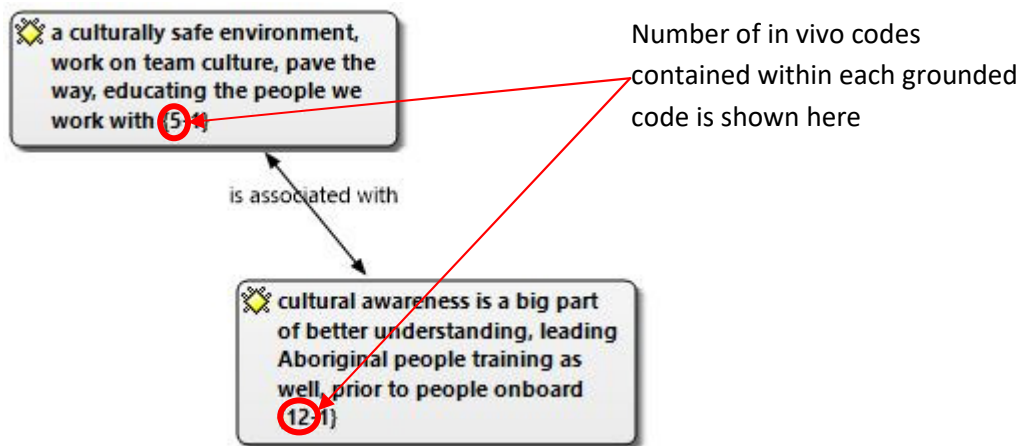 a culturally safe environment,
work on team culture, pave the
way, educating the people we
work with {5-1}
Number of in vivo codes
contained within each grounded
code is shown here
is associated with
cultural awareness is a big part
of better understanding, leading
Aboriginal people training as
well, prior to people onboard
{12-1}